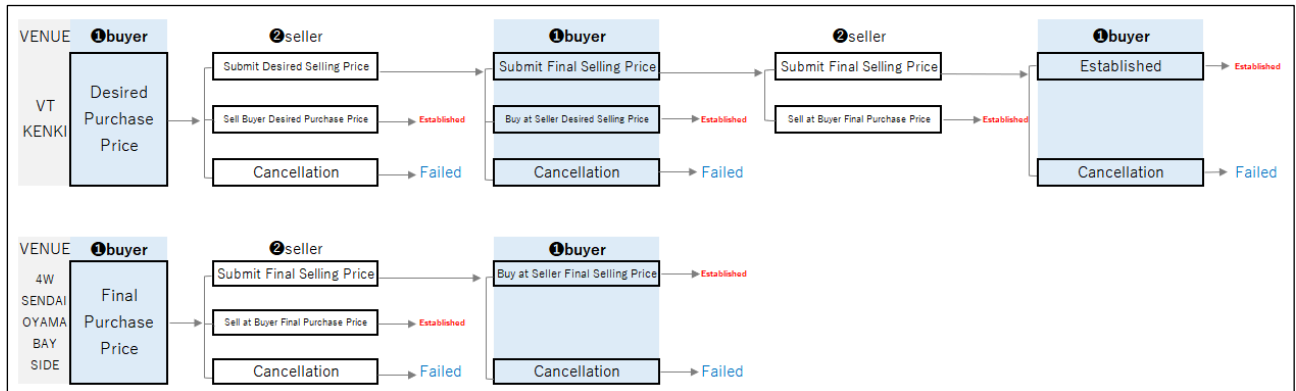 VENUE ❶buyer ❷seller ❶buyer ❷seller ❶buyer
Submit Desired Selling Price Submit Final Selling Price Submit Final Selling Price Established Established
VT
KENKI
Desired
Purchase
Price
Sell Buyer Desired Purchase Price Established Buy at Seller Desired Selling Price Established Sell at Buyer Final Purchase Price Established
Cancellation Failed Cancellation Failed Cancellation Failed
VENUE ❶buyer ❷seller ❶buyer
Submit Final Selling Price Buy at Seller Final Selling Price Established
4W
SENDAI
OYAMA
BAY
SIDE
Final
Purchase
Price
Sell at Buyer Final Purchase Price Established
Cancellation Failed Cancellation Failed